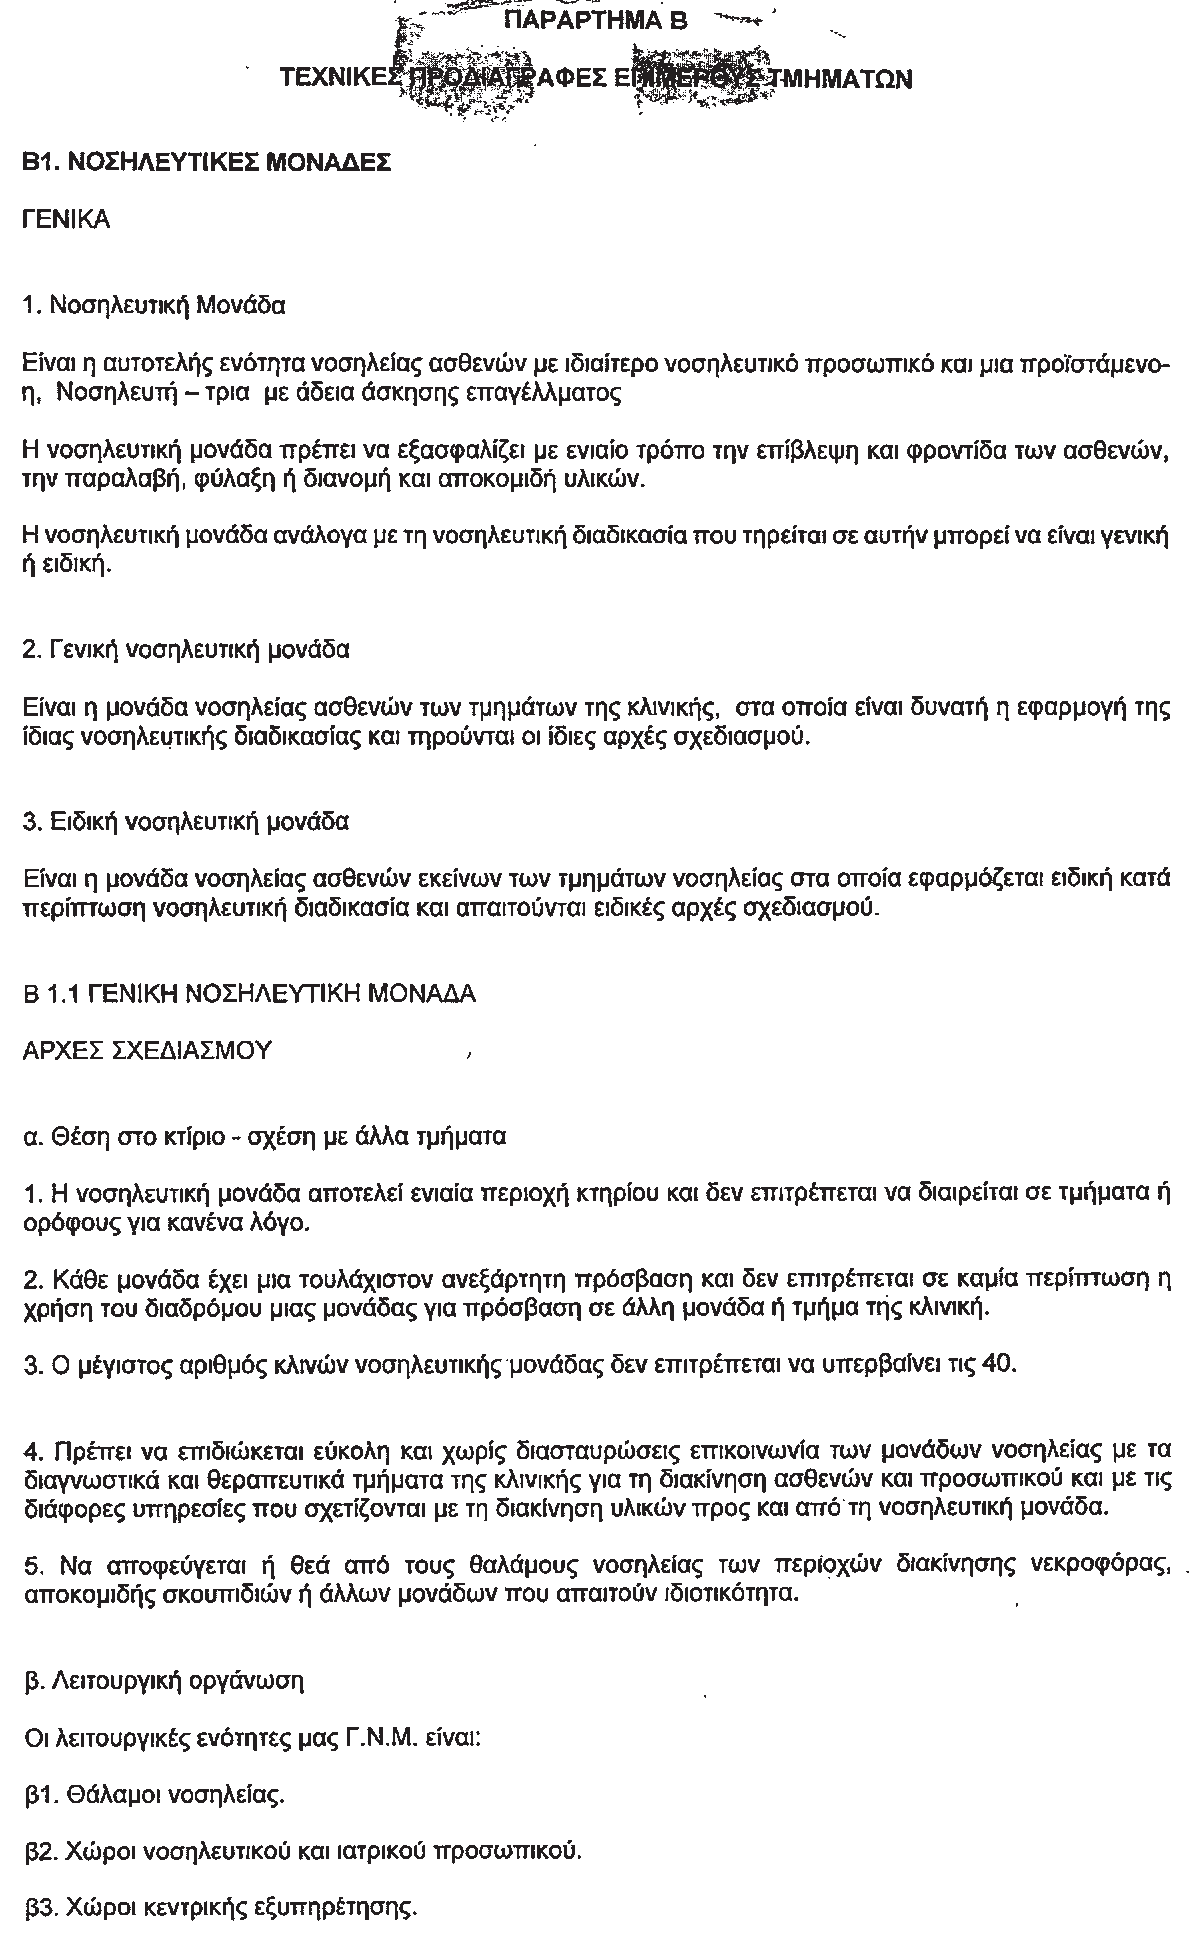 ΠΑΡΑΡΤΗΜΑ Β
ΤΕΧΝΙΚΕΣ ΠΡΟΔΙΑΓΡΑΦΕΣ ΕΠΙΜΕΡΟΥΣ ΤΜΗΜΑΤΩΝ
Β1. ΝΟΣΗΛΕΥΤΙΚΕΣ ΜΟΝΑΔΕΣ
ΓΕΝΙΚΑ
1. Νοσηλευτική Μονάδα
Είναι η αυτοτελής ενότητα νοσηλείας ασθενών με ιδιαίτερο νοσηλευτικό προσωπικό και μια προϊστάμενο-
η, Νοσηλευτή – τρια με άδεια άσκησης επαγέλλματος
Η νοσηλευτική μονάδα πρέπει να εξασφαλίζει με ενιαίο τρόπο την επίβλεψη και φροντίδα των ασθενών,
την παραλαβή, φύλαξη ή διανομή και αποκομιδή υλικών.
Η νοσηλευτική μονάδα ανάλογα με τη νοσηλευτική διαδικασία που τηρείται σε αυτήν μπορεί να είναι γενική
ή ειδική.
2. Γενική νοσηλευτική μονάδα
Είναι η μονάδα νοσηλείας ασθενών των τμημάτων της κλινικής, στα οποία είναι δυνατή η εφαρμογή της
ίδιας νοσηλευτικής διαδικασίας και τηρούνται οι ίδιες αρχές σχεδιασμού.
3. Ειδική νοσηλευτική μονάδα
Είναι η μονάδα νοσηλείας ασθενών εκείνων των τμημάτων νοσηλείας στα οποία εφαρμόζεται ειδική κατά
περίπτωση νοσηλευτική διαδικασία και απαιτούνται ειδικές αρχές σχεδιασμού.
Β 1.1 ΓΕΝΙΚΗ ΝΟΣΗΛΕΥΤΙΚΗ ΜΟΝΑΔΑ
ΑΡΧΕΣ ΣΧΕΔΙΑΣΜΟΥ
α. Θέση στο κτίριο - σχέση με άλλα τμήματα
1. Η νοσηλευτική μονάδα αποτελεί ενιαία περιοχή κτηρίου και δεν επιτρέπεται να διαιρείται σε τμήματα ή
ορόφους για κανένα λόγο.
2. Κάθε μονάδα έχει μια τουλάχιστον ανεξάρτητη πρόσβαση και δεν επιτρέπεται σε καμία περίπτωση η
χρήση του διαδρόμου μιας μονάδας για πρόσβαση σε άλλη μονάδα ή τμήμα της κλινική.
3. Ο μέγιστος αριθμός κλινών νοσηλευτικής μονάδας δεν επιτρέπεται να υπερβαίνει τις 40.
4. Πρέπει να επιδιώκεται εύκολη και χωρίς διασταυρώσεις επικοινωνία των μονάδων νοσηλείας με τα
διαγνωστικά και θεραπευτικά τμήματα της κλινικής για τη διακίνηση ασθενών και προσωπικού και με τις
διάφορες υπηρεσίες που σχετίζονται με τη διακίνηση υλικών προς και από τη νοσηλευτική μονάδα.
5. Να αποφεύγεται ή θεά από τους θαλάμους νοσηλείας των περιοχών διακίνησης νεκροφόρας,
αποκομιδής σκουπιδιών ή άλλων μονάδων που απαιτούν ιδιοτικότητα.
β. Λειτουργική οργάνωση
Οι λειτουργικές ενότητες μας Γ.Ν.Μ. είναι:
β1. Θάλαμοι νοσηλείας.
β2. Χώροι νοσηλευτικού και ιατρικού προσωπικού.
β3. Χώροι κεντρικής εξυπηρέτησης.